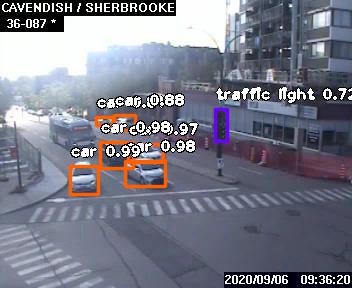 CAVENDISH / SHERBROOKE
36-087 *
traffic light 0.72
car 0.88
car 0.98
0.97
car 0.99
car 0.98
2020/09/06 09:36:20